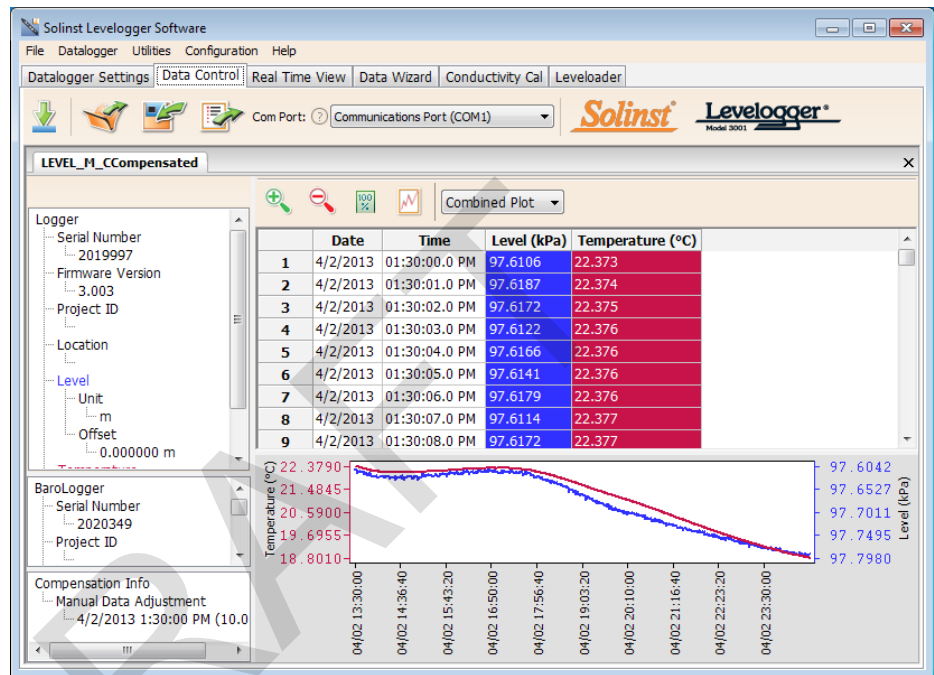 Solinst Levelogger Software
File Datalogger Utilities Configuration Help
Datalogger Settings Data Control Real Time View Data Wizard Conductivity Cal Leveloader
Com Port: ? Communications Port (COM1)
Solinst
Levelogger
Model 3001
LEVEL_M_CCompensated
Logger
Serial Number
2019997
Firmware Version
3.003
Project ID
Location
Level
Unit
m
Offset
0.000000 m
Temperature
BaroLogger
Serial Number
2020349
Project ID
Compensation Info
Manual Data Adjustment
4/2/2013 1:30:00 PM (10.0
100 %
Combined Plot
Date Time Level (kPa) Temperature (°C)
1 4/2/2013 01:30:00.0 PM 97.6106 22.373
2 4/2/2013 01:30:01.0 PM 97.6187 22.374
3 4/2/2013 01:30:02.0 PM 97.6172 22.375
4 4/2/2013 01:30:03.0 PM 97.6122 22.376
5 4/2/2013 01:30:04.0 PM 97.6166 22.376
6 4/2/2013 01:30:05.0 PM 97.6141 22.376
7 4/2/2013 01:30:06.0 PM 97.6179 22.376
8 4/2/2013 01:30:07.0 PM 97.6114 22.377
9 4/2/2013 01:30:08.0 PM 97.6172 22.377
Temperature (°C)
22.3790
21.4845
20.5900
19.6955
18.8010
97.6042
97.6527
97.7011
97.7495
97.7980
Level (kPa)
04/02 13:30:00
04/02 14:36:40
04/02 15:43:20
04/02 16:50:00
04/02 17:56:40
04/02 19:03:20
04/02 20:10:00
04/02 21:16:40
04/02 22:23:20
04/02 23:30:00
RAFT